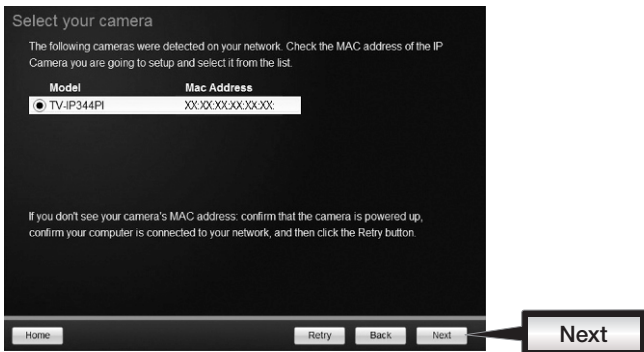 Select your camera
The following cameras were detected on your network. Check the MAC address of the IP
Camera you are going to setup and select it from the list.
Model Mac Address
TV-IP344PI XX:XX:XX:XX:XX:XX:
If you don't see your camera's MAC address: confirm that the camera is powered up,
confirm your computer is connected to your network, and then click the Retry button.
Home Retry Back Next Next